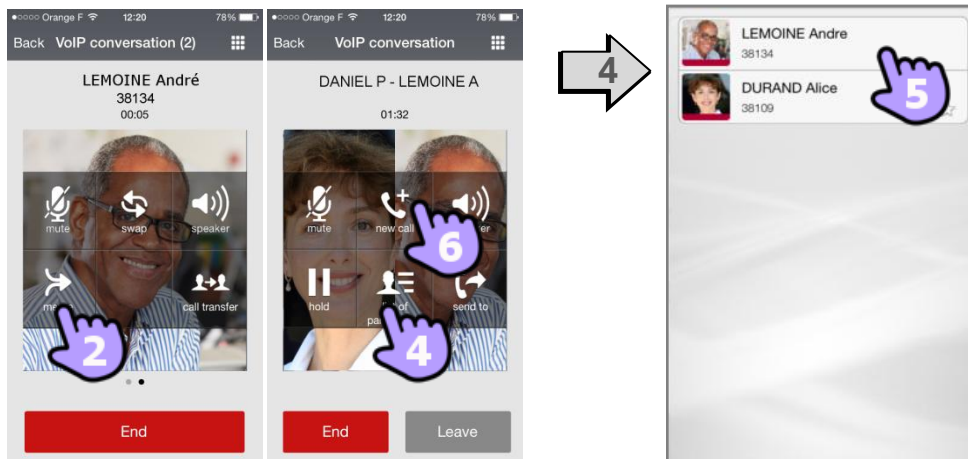 Orange F 12:20 78%
Back VoIP conversation (2)
LEMOINE André
38134
00:05
mute swap speaker
call transfer
2
End
Orange F 12:20 78%
Back VoIP conversation
DANIEL P - LEMOINE A
01:32
mute new call
6
hold of send to
4
End Leave
4
LEMOINE Andre
38134
5
DURAND Alice
38109